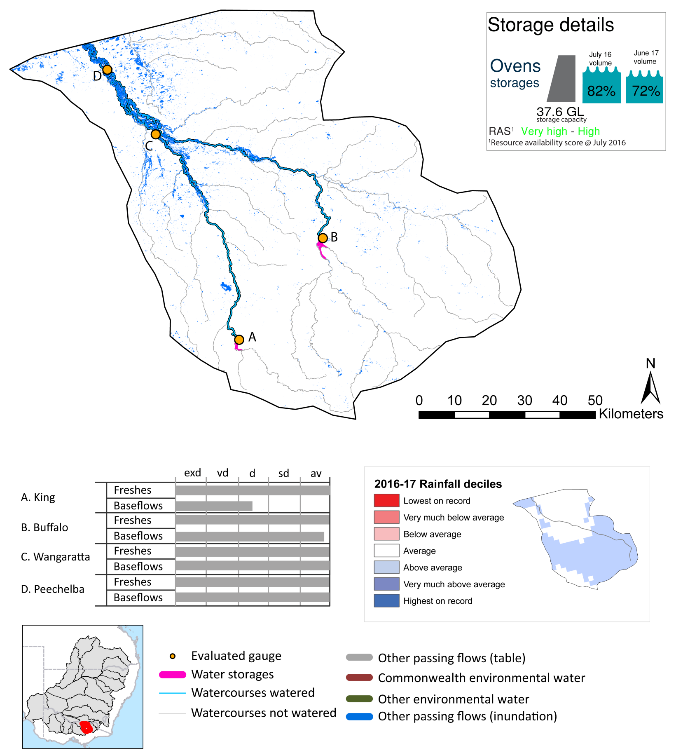 Storage details
July 16
volume
June 17
volume
Ovens
storages
82%
72%
37.6 GL
storage capacity
RAS¹ Very high - High
¹Resource availability score @ July 2016
D
C
B
A
N
0 10 20 30 40 50
Kilometers
exd vd d sd av
A. King
Freshes
Baseflows
B. Buffalo
Freshes
Baseflows
C. Wangaratta
Freshes
Baseflows
D. Peechelba
Freshes
Baseflows
2016-17 Rainfall deciles
Lowest on record
Very much below average
Below average
Average
Above average
Very much above average
Highest on record
Evaluated gauge
Water storages
Watercourses watered
Watercourses not watered
Other passing flows (table)
Commonwealth environmental water
Other environmental water
Other passing flows (inundation)